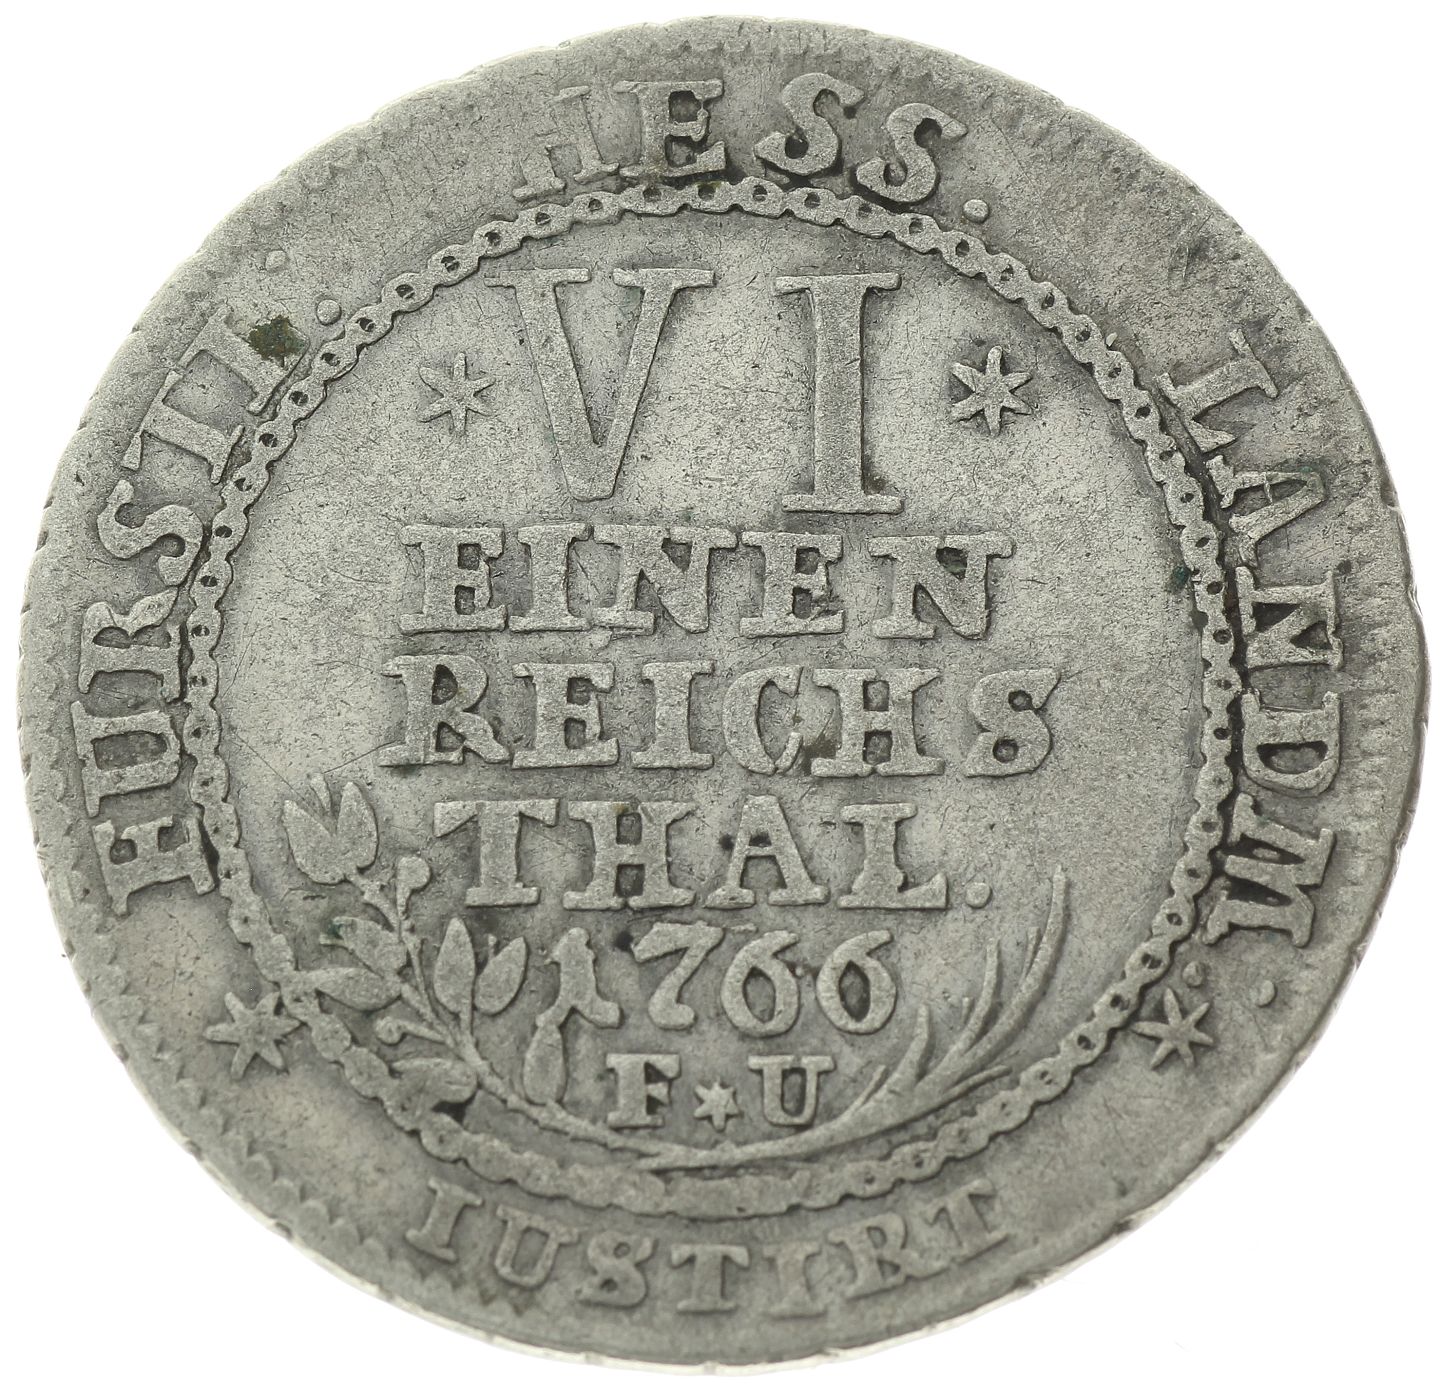 FURSTL. HESS. LANDM.
VI
EINEN
REICHS
THAL.
1766
F * U
IUSTIRT